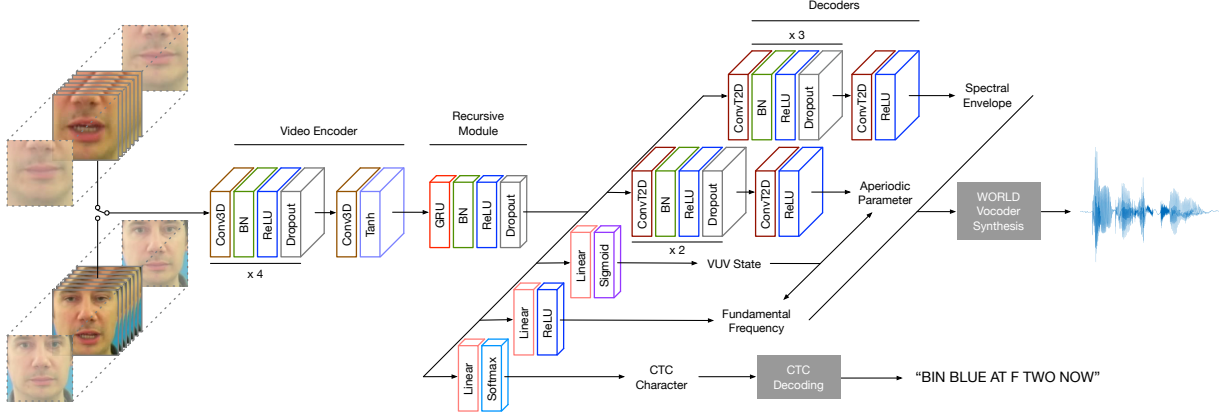 Decoders
x 3
ConvT2D
BN
ReLU
Dropout
ConvT2D
ReLU
Spectral
Envelope
Video Encoder
Recursive
Module
Conv3D
BN
ReLU
Dropout
x 4
Conv3D
Tanh
GRU
BN
ReLU
Dropout
ConvT2D
BN
ReLU
Dropout
x 2
ConvT2D
ReLU
Aperiodic
Parameter
WORLD
Vocoder
Synthesis
Linear
Sigmoid
VUV State
Linear
ReLU
Fundamental
Frequency
Linear
Softmax
CTC
Character
CTC
Decoding
“BIN BLUE AT F TWO NOW”